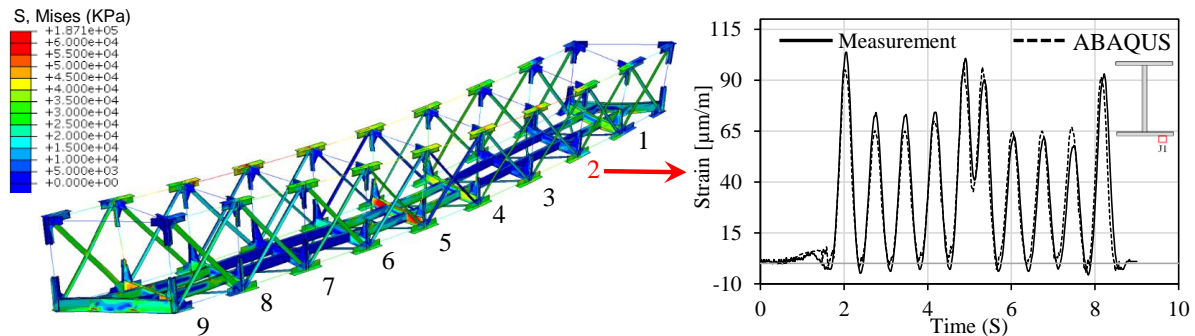 S, Mises (KPa)
+1.871e+05
+6.000e+04
+5.500e+04
+4.500e+04
+4.000e+04
+3.500e+04
+3.000e+04
+2.500e+04
+2.000e+04
+1.500e+04
+1.000e+04
+5.000e+03
+0.000e+00
1
2
3
4
5
6
7
8
9
Measurement
ABAQUS
J1
Strain [μm/m]
115
90
65
40
15
-10
0
2
4
6
8
10
Time (S)